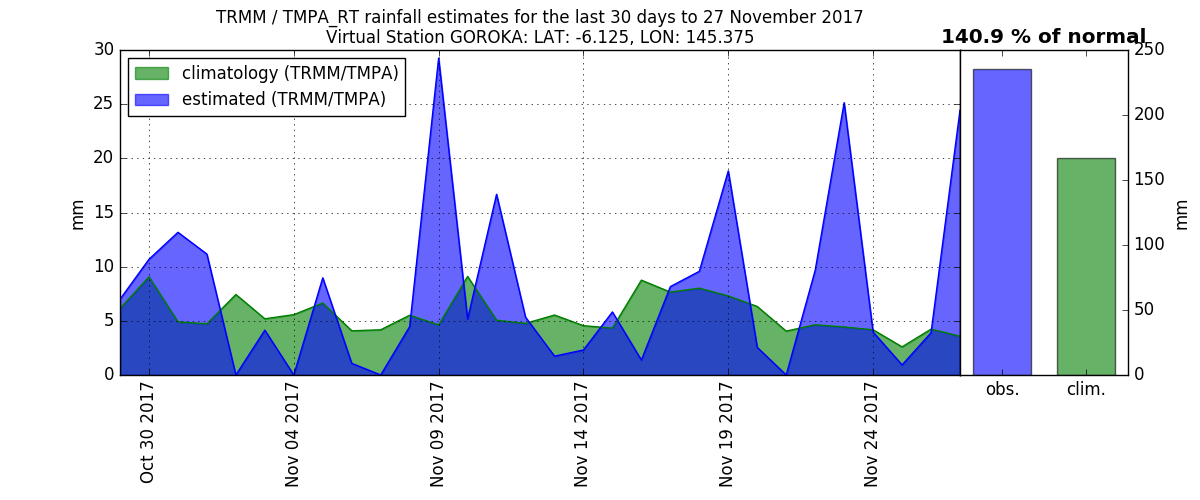 TRMM / TMPA_RT rainfall estimates for the last 30 days to 27 November 2017
Virtual Station GOROKA: LAT: -6.125, LON: 145.375
140.9 % of normal
climatology (TRMM/TMPA)
estimated (TRMM/TMPA)
30
25
20
15
10
5
0
mm
250
200
150
100
50
0
mm
obs.
clim.
Oct 30 2017
Nov 04 2017
Nov 09 2017
Nov 14 2017
Nov 19 2017
Nov 24 2017